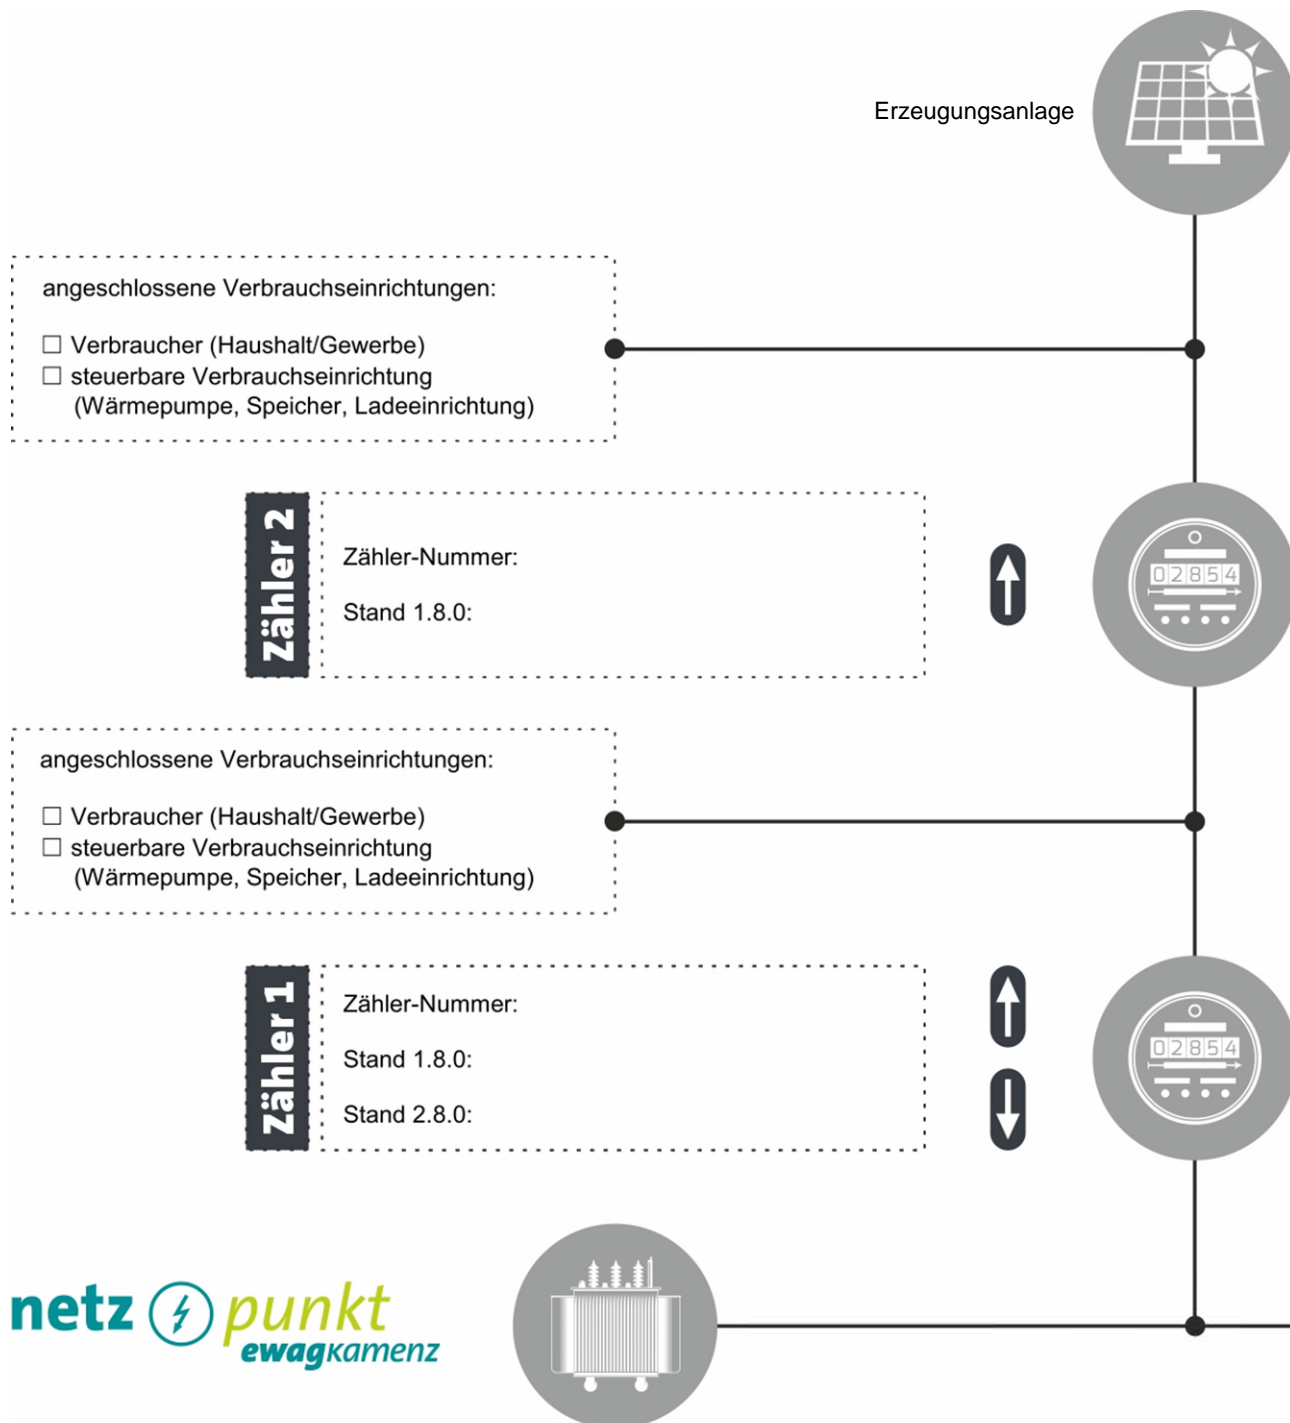 Erzeugungsanlage
angeschlossene Verbrauchseinrichtungen:
☐ Verbraucher (Haushalt/Gewerbe)
☐ steuerbare Verbrauchseinrichtung
(Wärmepumpe, Speicher, Ladeeinrichtung)
Zähler 2
Zähler-Nummer:
Stand 1.8.0:
02854
angeschlossene Verbrauchseinrichtungen:
☐ Verbraucher (Haushalt/Gewerbe)
☐ steuerbare Verbrauchseinrichtung
(Wärmepumpe, Speicher, Ladeeinrichtung)
Zähler 1
Zähler-Nummer:
Stand 1.8.0:
Stand 2.8.0:
02854
netz punkt
ewagkamenz